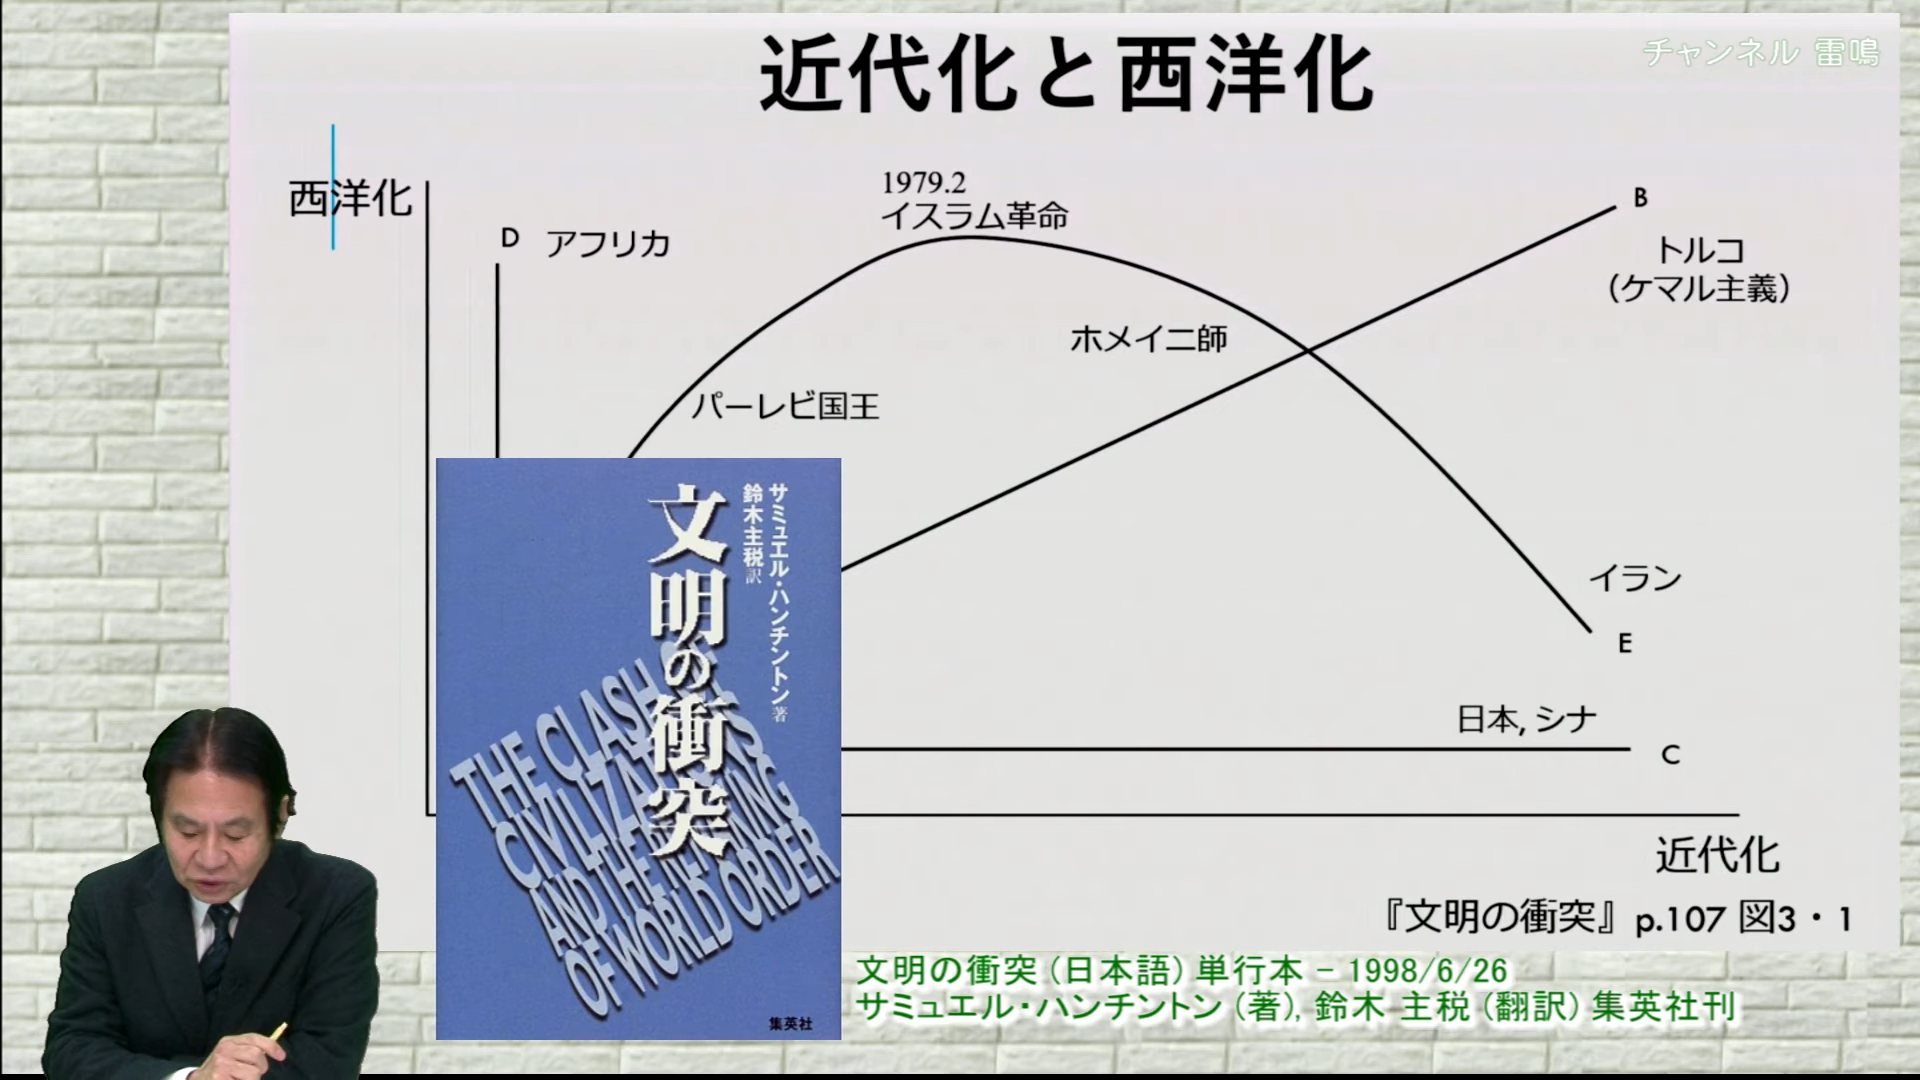 近代化と西洋化
チャンネル 雷鳴
西洋化
D アフリカ
1979.2
イスラム革命
B
トルコ
（ケマル主義）
ホメイニ師
パーレビ国王
イラン
E
日本, シナ
C
近代化
『文明の衝突』p.107 図3・1
サミュエル・ハンチントン 著
鈴木主税 訳
文明の衝突
THE CLASH OF
CIVILIZATIONS
AND THE REMAKING
OF WORLD ORDER
集英社
文明の衝突 (日本語) 単行本 – 1998/6/26
サミュエル・ハンチントン (著), 鈴木 主税 (翻訳) 集英社刊